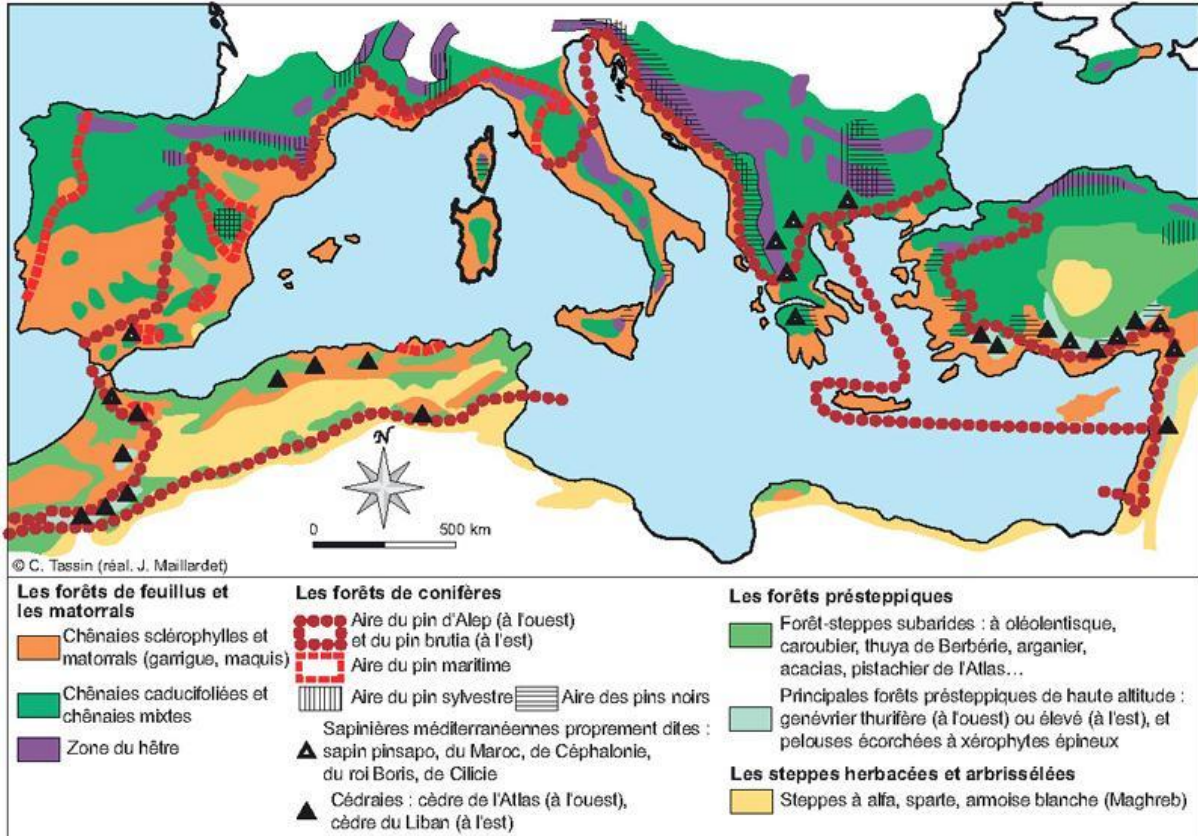 N
0 500 km
© C. Tassin (réal. J. Maillardet)
Les forêts de feuillus et
les matorrals
Chênaies sclérophylles et
matorrals (garrigue, maquis)
Chênaies caducifoliées et
chênaies mixtes
Zone du hêtre
Les forêts de conifères
Aire du pin d'Alep (à l'ouest)
et du pin brutia (à l'est)
Aire du pin maritime
Aire du pin sylvestre Aire des pins noirs
Sapinières méditerranéennes proprement dites :
sapin pinsapo, du Maroc, de Céphalonie,
du roi Boris, de Cilicie
Cédraies : cèdre de l'Atlas (à l'ouest),
cèdre du Liban (à l'est)
Les forêts présteppiques
Forêt-steppes subarides : à oléolentisque,
caroubier, thuya de Berbérie, arganier,
acacias, pistachier de l'Atlas...
Principales forêts présteppiques de haute altitude :
genévrier thurifère (à l'ouest) ou élevé (à l'est), et
pelouses écorchées à xérophytes épineux
Les steppes herbacées et arbrissélées
Steppes à alfa, sparte, armoise blanche (Maghreb)